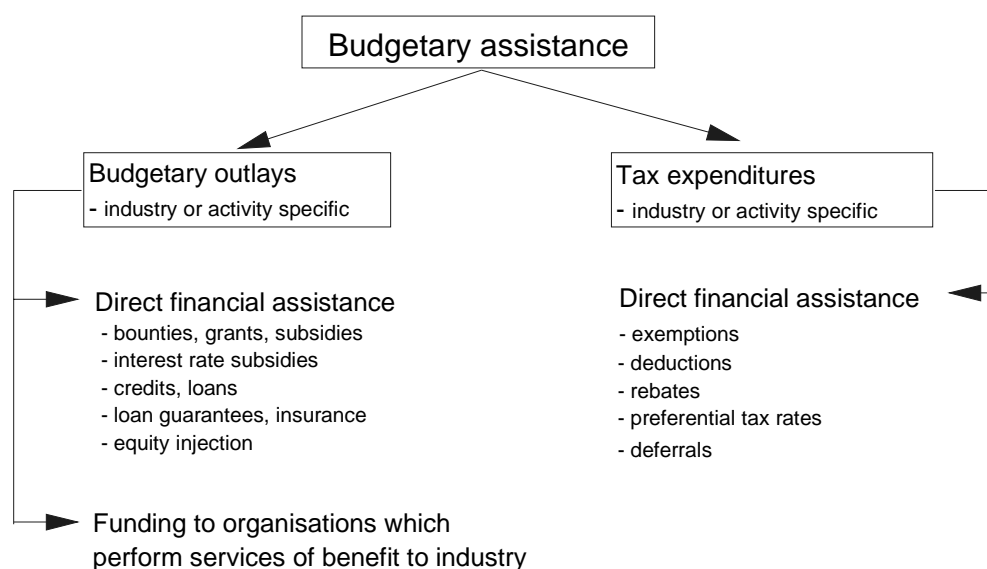 Budgetary assistance
Budgetary outlays
- industry or activity specific
Direct financial assistance
- bounties, grants, subsidies
- interest rate subsidies
- credits, loans
- loan guarantees, insurance
- equity injection
Funding to organisations which
perform services of benefit to industry
Tax expenditures
- industry or activity specific
Direct financial assistance
- exemptions
- deductions
- rebates
- preferential tax rates
- deferrals